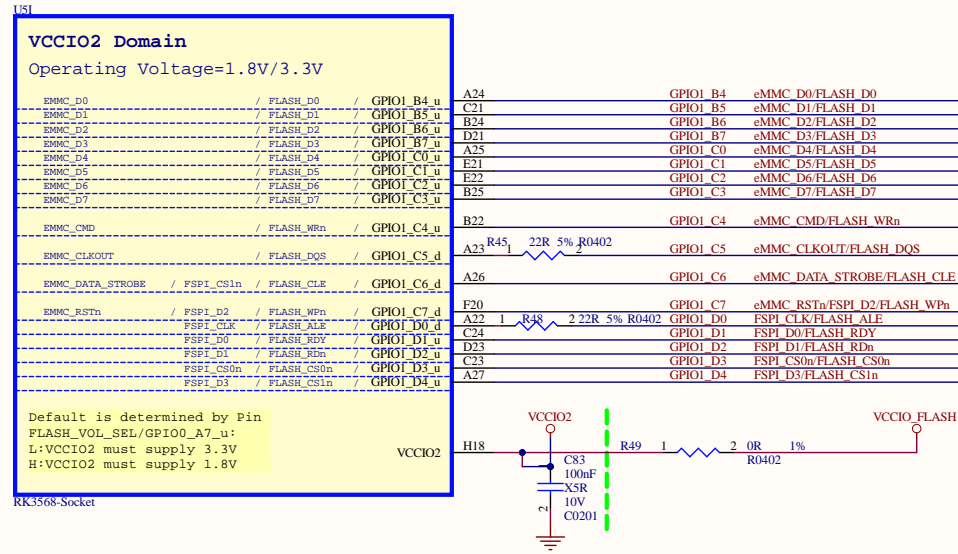 U5I
VCCIO2 Domain
Operating Voltage=1.8V/3.3V
EMMC_D0 / FLASH_D0 / GPIO1_B4_u A24 GPIO1_B4 eMMC_D0/FLASH_D0
EMMC_D1 / FLASH_D1 / GPIO1_B5_u C21 GPIO1_B5 eMMC_D1/FLASH_D1
EMMC_D2 / FLASH_D2 / GPIO1_B6_u B24 GPIO1_B6 eMMC_D2/FLASH_D2
EMMC_D3 / FLASH_D3 / GPIO1_B7_u D21 GPIO1_B7 eMMC_D3/FLASH_D3
EMMC_D4 / FLASH_D4 / GPIO1_C0_u A25 GPIO1_C0 eMMC_D4/FLASH_D4
EMMC_D5 / FLASH_D5 / GPIO1_C1_u E21 GPIO1_C1 eMMC_D5/FLASH_D5
EMMC_D6 / FLASH_D6 / GPIO1_C2_u E22 GPIO1_C2 eMMC_D6/FLASH_D6
EMMC_D7 / FLASH_D7 / GPIO1_C3_u B25 GPIO1_C3 eMMC_D7/FLASH_D7
EMMC_CMD / FLASH_WRn / GPIO1_C4_u B22 GPIO1_C4 eMMC_CMD/FLASH_WRn
EMMC_CLKOUT / FLASH_DQS / GPIO1_C5_d A23 R45 1 22R 5% R0402 2 GPIO1_C5 eMMC_CLKOUT/FLASH_DQS
EMMC_DATA_STROBE / FSPI_CS1n / FLASH_CLE / GPIO1_C6_d A26 GPIO1_C6 eMMC_DATA_STROBE/FLASH_CLE
EMMC_RSTn / FSPI_D2 / FLASH_WPn / GPIO1_C7_d F20 GPIO1_C7 eMMC_RSTn/FSPI_D2/FLASH_WPn
FSPI_CLK / FLASH_ALE / GPIO1_D0_d A22 1 R48 2 22R 5% R0402 GPIO1_D0 FSPI_CLK/FLASH_ALE
FSPI_D0 / FLASH_RDY / GPIO1_D1_u C24 GPIO1_D1 FSPI_D0/FLASH_RDY
FSPI_D1 / FLASH_RDn / GPIO1_D2_u D23 GPIO1_D2 FSPI_D1/FLASH_RDn
FSPI_CS0n / FLASH_CS0n / GPIO1_D3_u C23 GPIO1_D3 FSPI_CS0n/FLASH_CS0n
FSPI_D3 / FLASH_CS1n / GPIO1_D4_u A27 GPIO1_D4 FSPI_D3/FLASH_CS1n
Default is determined by Pin
FLASH_VOL_SEL/GPIO0_A7_u:
L:VCCIO2 must supply 3.3V
H:VCCIO2 must supply 1.8V
VCCIO2 H18
VCCIO2
VCCIO_FLASH
R49 1 2 0R 1%
R0402
1
C83
100nF
X5R
10V
C0201
2
RK3568-Socket